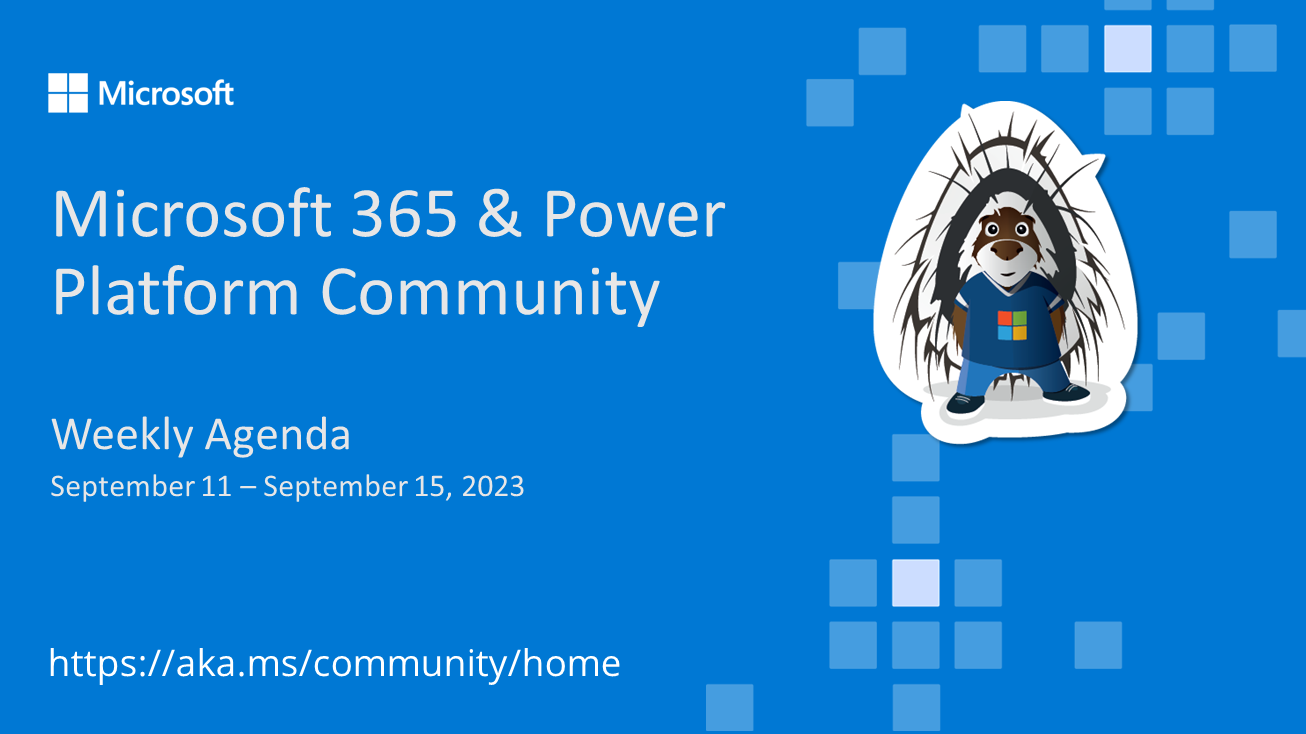 Microsoft
Microsoft 365 & Power
Platform Community
Weekly Agenda
September 11 – September 15, 2023
https://aka.ms/community/home